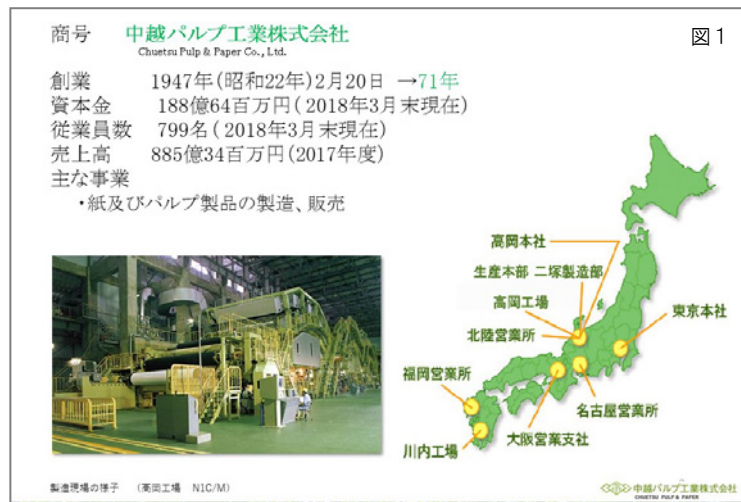 図1
商号 中越パルプ工業株式会社
Chuetsu Pulp & Paper Co., Ltd.
創業 1947年(昭和22年)2月20日 →71年
資本金 188億64百万円(2018年3月末現在)
従業員数 799名(2018年3月末現在)
売上高 885億34百万円(2017年度)
主な事業
・紙及びパルプ製品の製造、販売
高岡本社
生産本部 二塚製造部
高岡工場
北陸営業所
東京本社
福岡営業所
名古屋営業所
川内工場
大阪営業支社
製造現場の様子 (高岡工場 N1C/M)
中越パルプ工業株式会社
CHUETSU PULP & PAPER